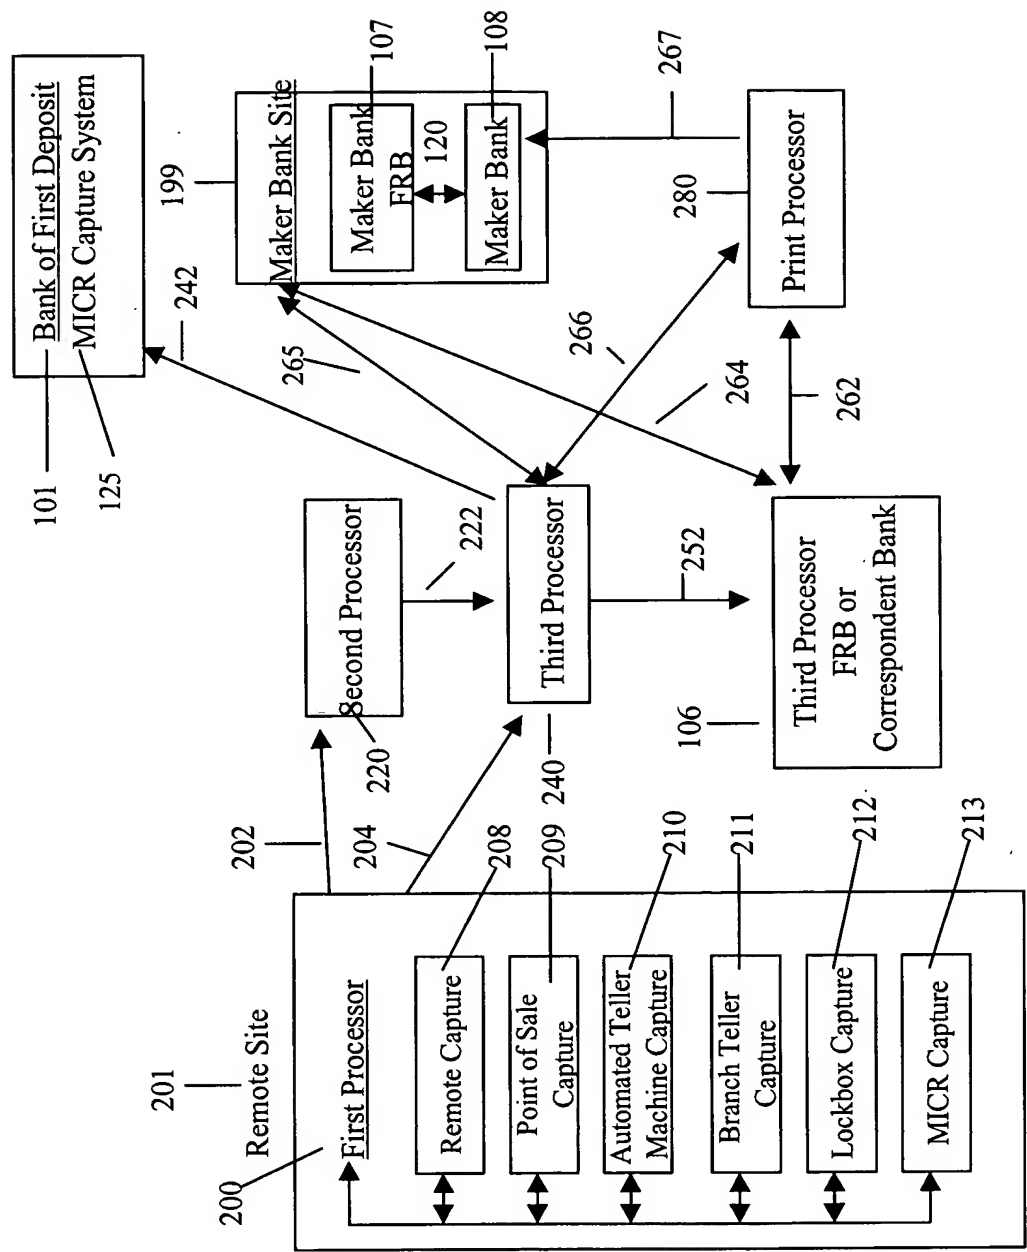 201
Remote Site
200
First Processor
Remote Capture
Point of Sale
Capture
Automated Teller
Machine Capture
Branch Teller
Capture
Lockbox Capture
MICR Capture
208
209
210
211
212
213
202
204
220
Second Processor
222
240
Third Processor
252
106
Third Processor
FRB or
Correspondent Bank
101
Bank of First Deposit
MICR Capture System
125
242
265
266
264
262
199
Maker Bank Site
Maker Bank
FRB
107
120
Maker Bank
108
267
280
Print Processor